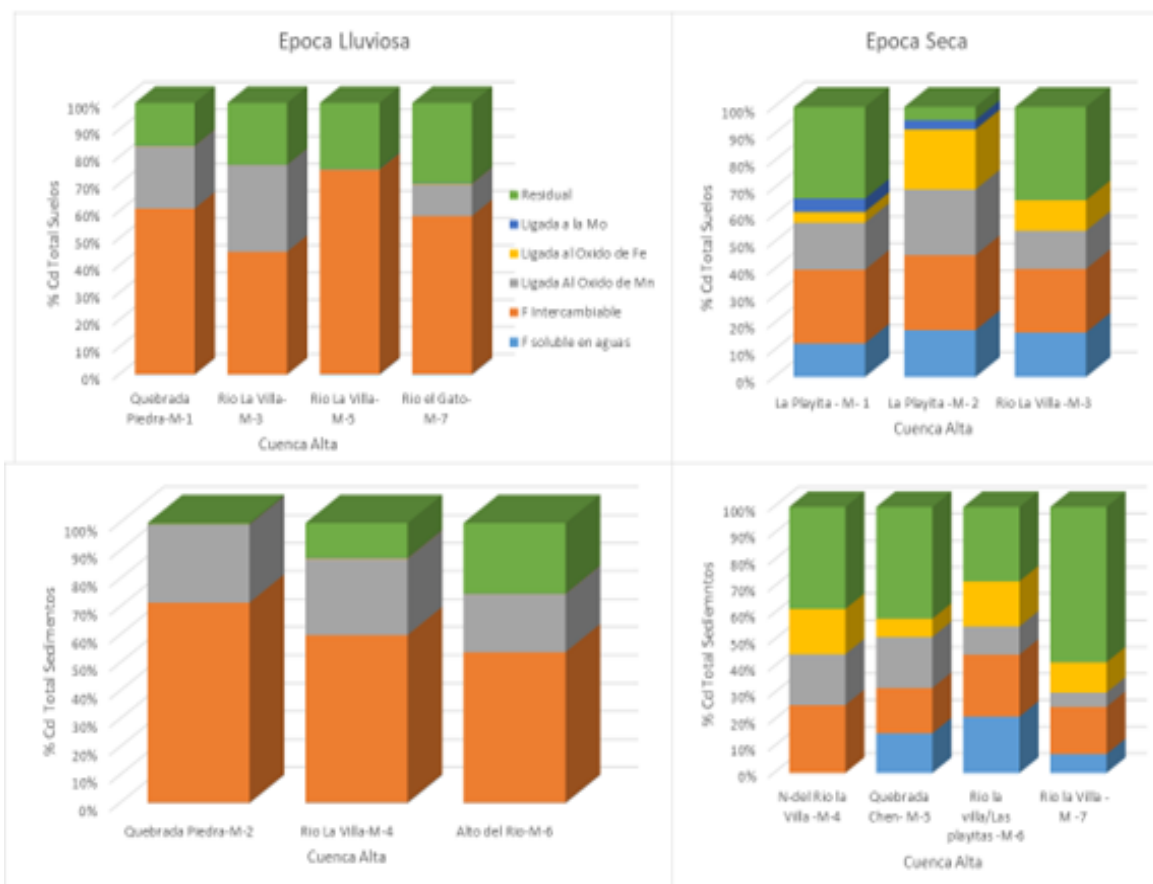 Epoca Lluviosa
% Cd Total Suelos
100%
90%
80%
70%
60%
50%
40%
30%
20%
10%
0%
Quebrada Piedra-M-1
Rio La Villa-M-3
Rio La Villa-M-5
Rio el Gato-M-7
Cuenca Alta
Residual
Ligada a la Mo
Ligada al Oxido de Fe
Ligada Al Oxido de Mn
F Intercambiable
F soluble en aguas
Epoca Seca
% Cd Total Suelos
100%
90%
80%
70%
60%
50%
40%
30%
20%
10%
0%
La Playita - M- 1
La Playita -M- 2
Rio La Villa -M-3
Cuenca Alta
% Cd Total Sedimentos
100%
90%
80%
70%
60%
50%
40%
30%
20%
10%
0%
Quebrada Piedra-M-2
Rio La Villa-M-4
Alto del Rio-M-6
Cuenca Alta
% Cd Total Sediemntos
100%
90%
80%
70%
60%
50%
40%
30%
20%
10%
0%
N-del Rio la Villa -M-4
Quebrada Chen- M-5
Rio la villa/Las playitas -M-6
Rio la Villa - M -7
Cuenca Alta